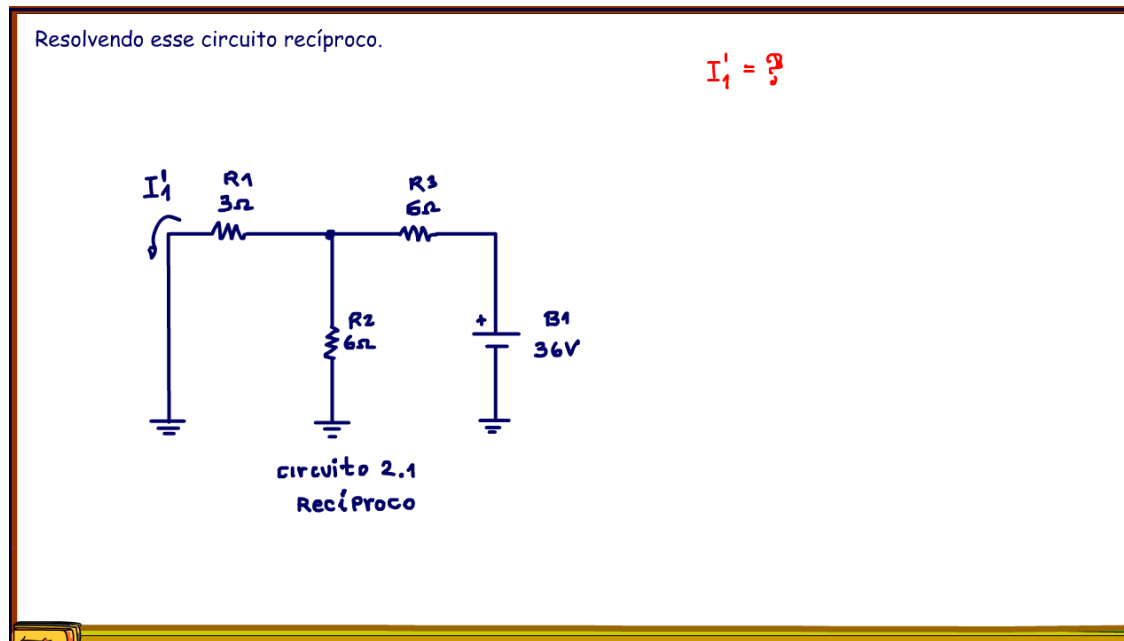 Resolvendo esse circuito recíproco.
I'1 = ?
I'1
R1
3Ω
R3
6Ω
R2
6Ω
+
B1
36V
circuito 2.1
Recíproco